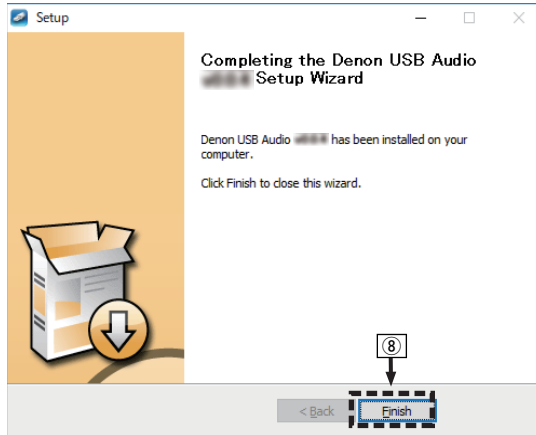 Setup
Completing the Denon USB Audio
Setup Wizard
Denon USB Audio has been installed on your
computer.
Click Finish to close this wizard.
⑧
< Back
Finish